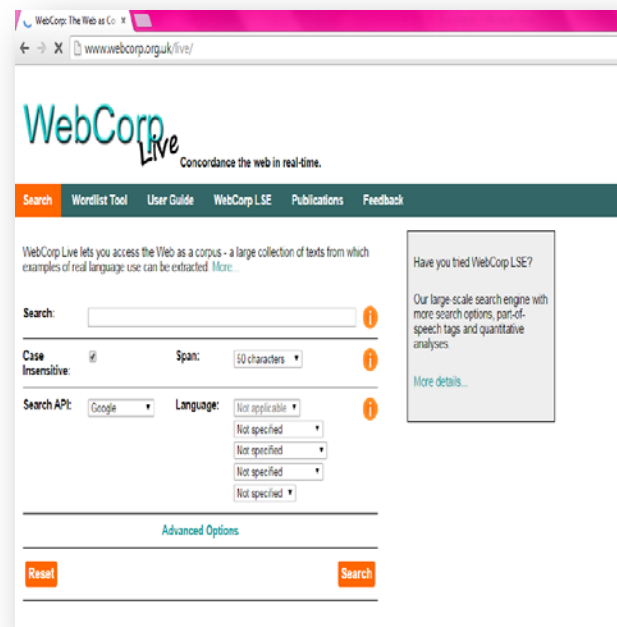 WebCorp: The Web as Co
www.webcorp.org.uk/live/
WebCorp
Live
Concordance the web in real-time.
Search Wordlist Tool User Guide WebCorp LSE Publications Feedback
WebCorp Live lets you access the Web as a corpus - a large collection of texts from which
examples of real language use can be extracted. More...
Search:
Case
Insensitive:
Span:
50 characters
Search API:
Google
Language:
Not applicable
Not specified
Not specified
Not specified
Not specified
Advanced Options
Reset
Search
Have you tried WebCorp LSE?
Our large-scale search engine with
more search options, part-of-
speech tags and quantitative
analyses.
More details...